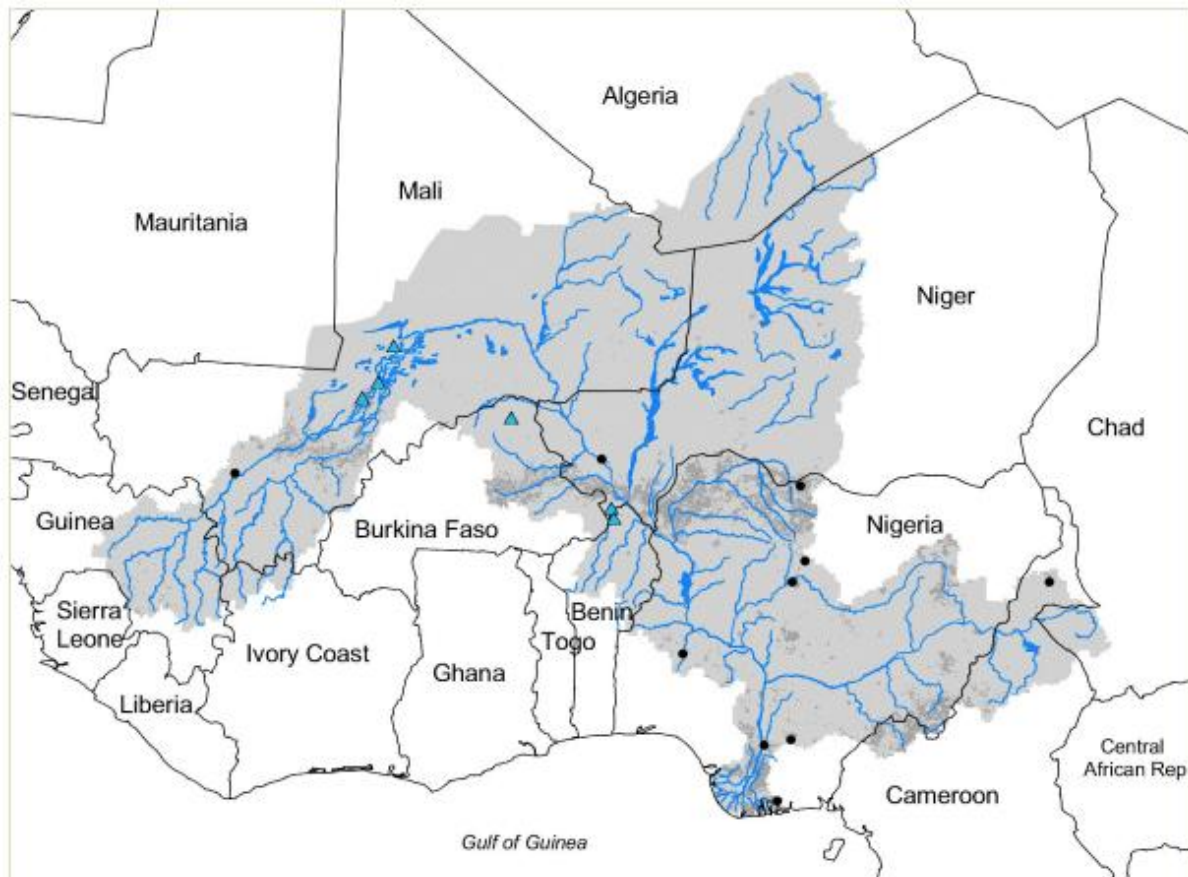 Algeria
Mali
Mauritania
Niger
Senegal
Chad
Guinea
Burkina Faso
Nigeria
Sierra
Leone
Benin
Togo
Ivory Coast
Ghana
Liberia
Central
African Rep
Cameroon
Gulf of Guinea